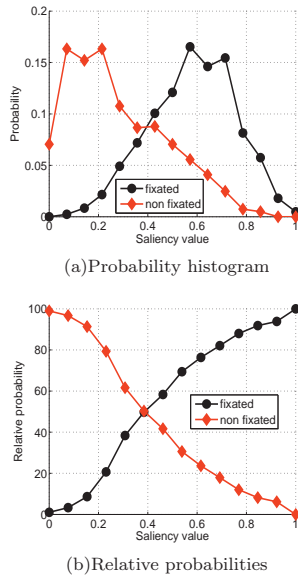 0.2
0.15
0.1
0.05
0
Probability
fixated
non fixated
0 0.2 0.4 0.6 0.8 1
Saliency value
(a)Probability histogram
100
80
60
40
20
0
Relative probability
fixated
non fixated
0 0.2 0.4 0.6 0.8 1
Saliency value
(b)Relative probabilities